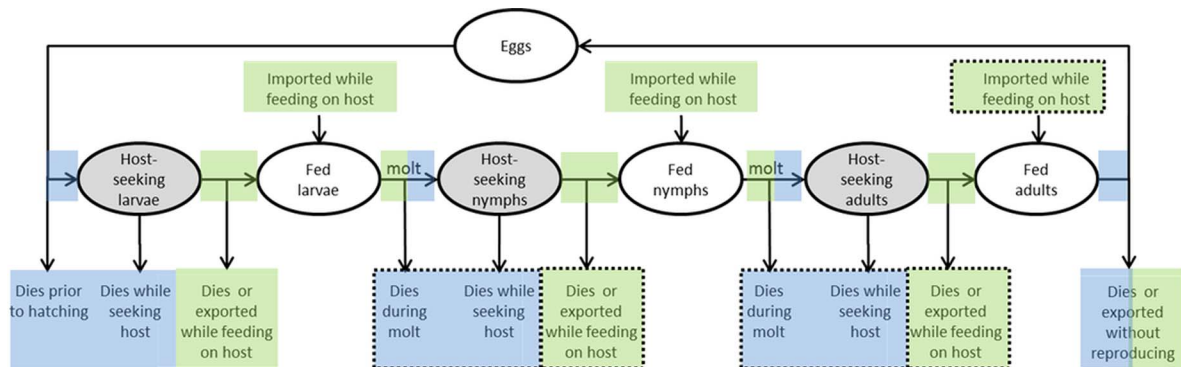 Eggs
Imported while
feeding on host
Imported while
feeding on host
Imported while
feeding on host
Host-
seeking
larvae
Fed
larvae
molt
Host-
seeking
nymphs
Fed
nymphs
molt
Host-
seeking
adults
Fed
adults
Dies prior
to hatching
Dies while
seeking
host
Dies or
exported
while feeding
on host
Dies
during
molt
Dies while
seeking
host
Dies or
exported
while feeding
on host
Dies
during
molt
Dies while
seeking
host
Dies or
exported
while feeding
on host
Dies or
exported
without
reproducing